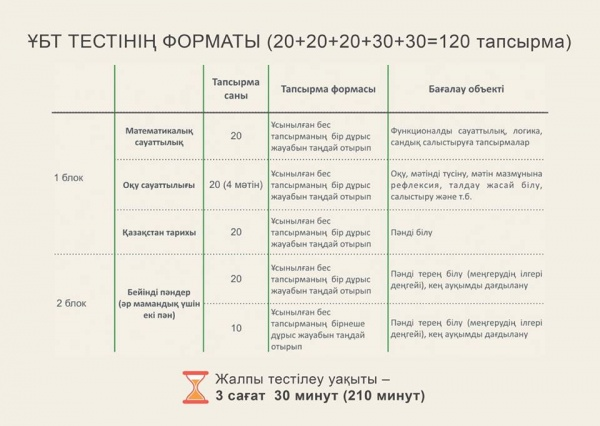 ҰБТ ТЕСТІНІҢ ФОРМАТЫ (20+20+20+30+30=120 тапсырма)
Тапсырма
саны
Тапсырма формасы
Бағалау объекті
1 блок
Математикалық
сауаттылық
20
Ұсынылған бес
тапсырманың бір дұрыс
жауабын таңдай отырып
Функционалды сауаттылық, логика,
сандық салыстыруға тапсырмалар
Оқу сауаттылығы
20 (4 мәтін)
Ұсынылған бес
тапсырманың бір дұрыс
жауабын таңдай отырып
Оқу, мәтінді түсіну, мәтін мазмұнына
рефлексия, талдау жасай білу,
салыстыру және т.б.
Қазақстан тарихы
20
Ұсынылған бес
тапсырманың бір дұрыс
жауабын таңдай отырып
Пәнді білу
2 блок
Бейінді пәндер
(әр мамандық үшін
екі пән)
20
Ұсынылған бес
тапсырманың бір дұрыс
жауабын таңдай отырып
Пәнді терең білу (меңгерудің ілгері
деңгейі), кең ауқымды дағдылану
10
Ұсынылған бес
тапсырманың бірнеше
дұрыс жауабын таңдай
отырып
Пәнді терең білу (меңгерудің ілгері
деңгейі), кең ауқымды дағдылану
Жалпы тестілеу уақыты –
3 сағат 30 минут (210 минут)